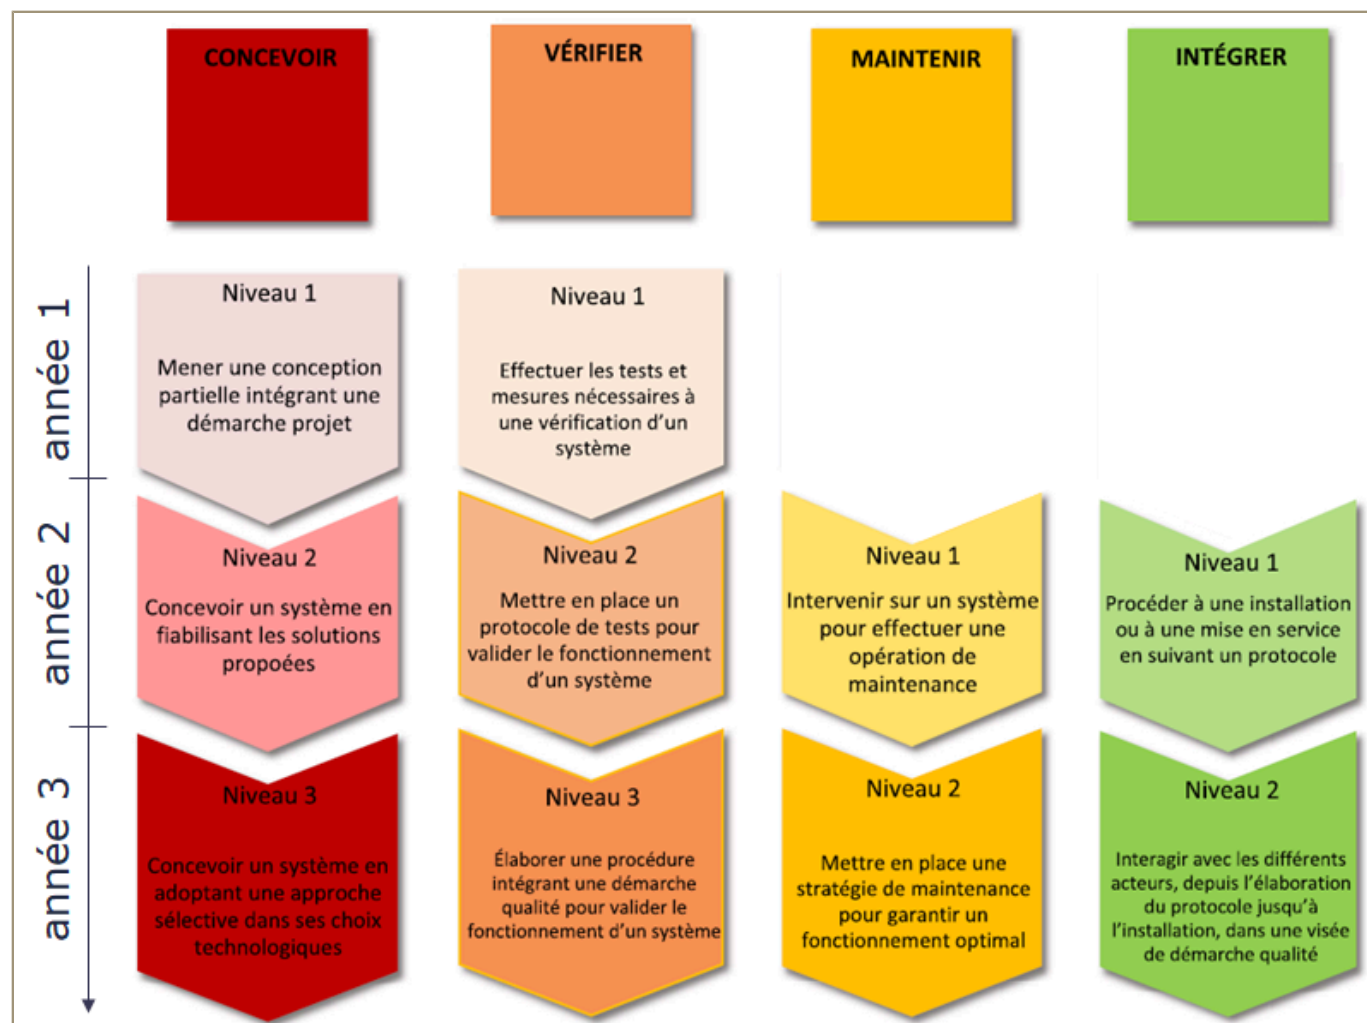 CONCEVOIR
VÉRIFIER
MAINTENIR
INTÉGRER
année 1
Niveau 1
Mener une conception
partielle intégrant une
démarche projet
Niveau 1
Effectuer les tests et
mesures nécessaires à
une vérification d'un
système
année 2
Niveau 2
Concevoir un système en
fiabilisant les solutions
propoées
Niveau 2
Mettre en place un
protocole de tests pour
valider le fonctionnement
d'un système
Niveau 1
Intervenir sur un système
pour effectuer une
opération de
maintenance
Niveau 1
Procéder à une installation
ou à une mise en service
en suivant un protocole
année 3
Niveau 3
Concevoir un système en
adoptant une approche
sélective dans ses choix
technologiques
Niveau 3
Élaborer une procédure
intégrant une démarche
qualité pour valider le
fonctionnement d'un système
Niveau 2
Mettre en place une
stratégie de maintenance
pour garantir un
fonctionnement optimal
Niveau 2
Interagir avec les différents
acteurs, depuis l'élaboration
du protocole jusqu'à
l'installation, dans une visée
de démarche qualité